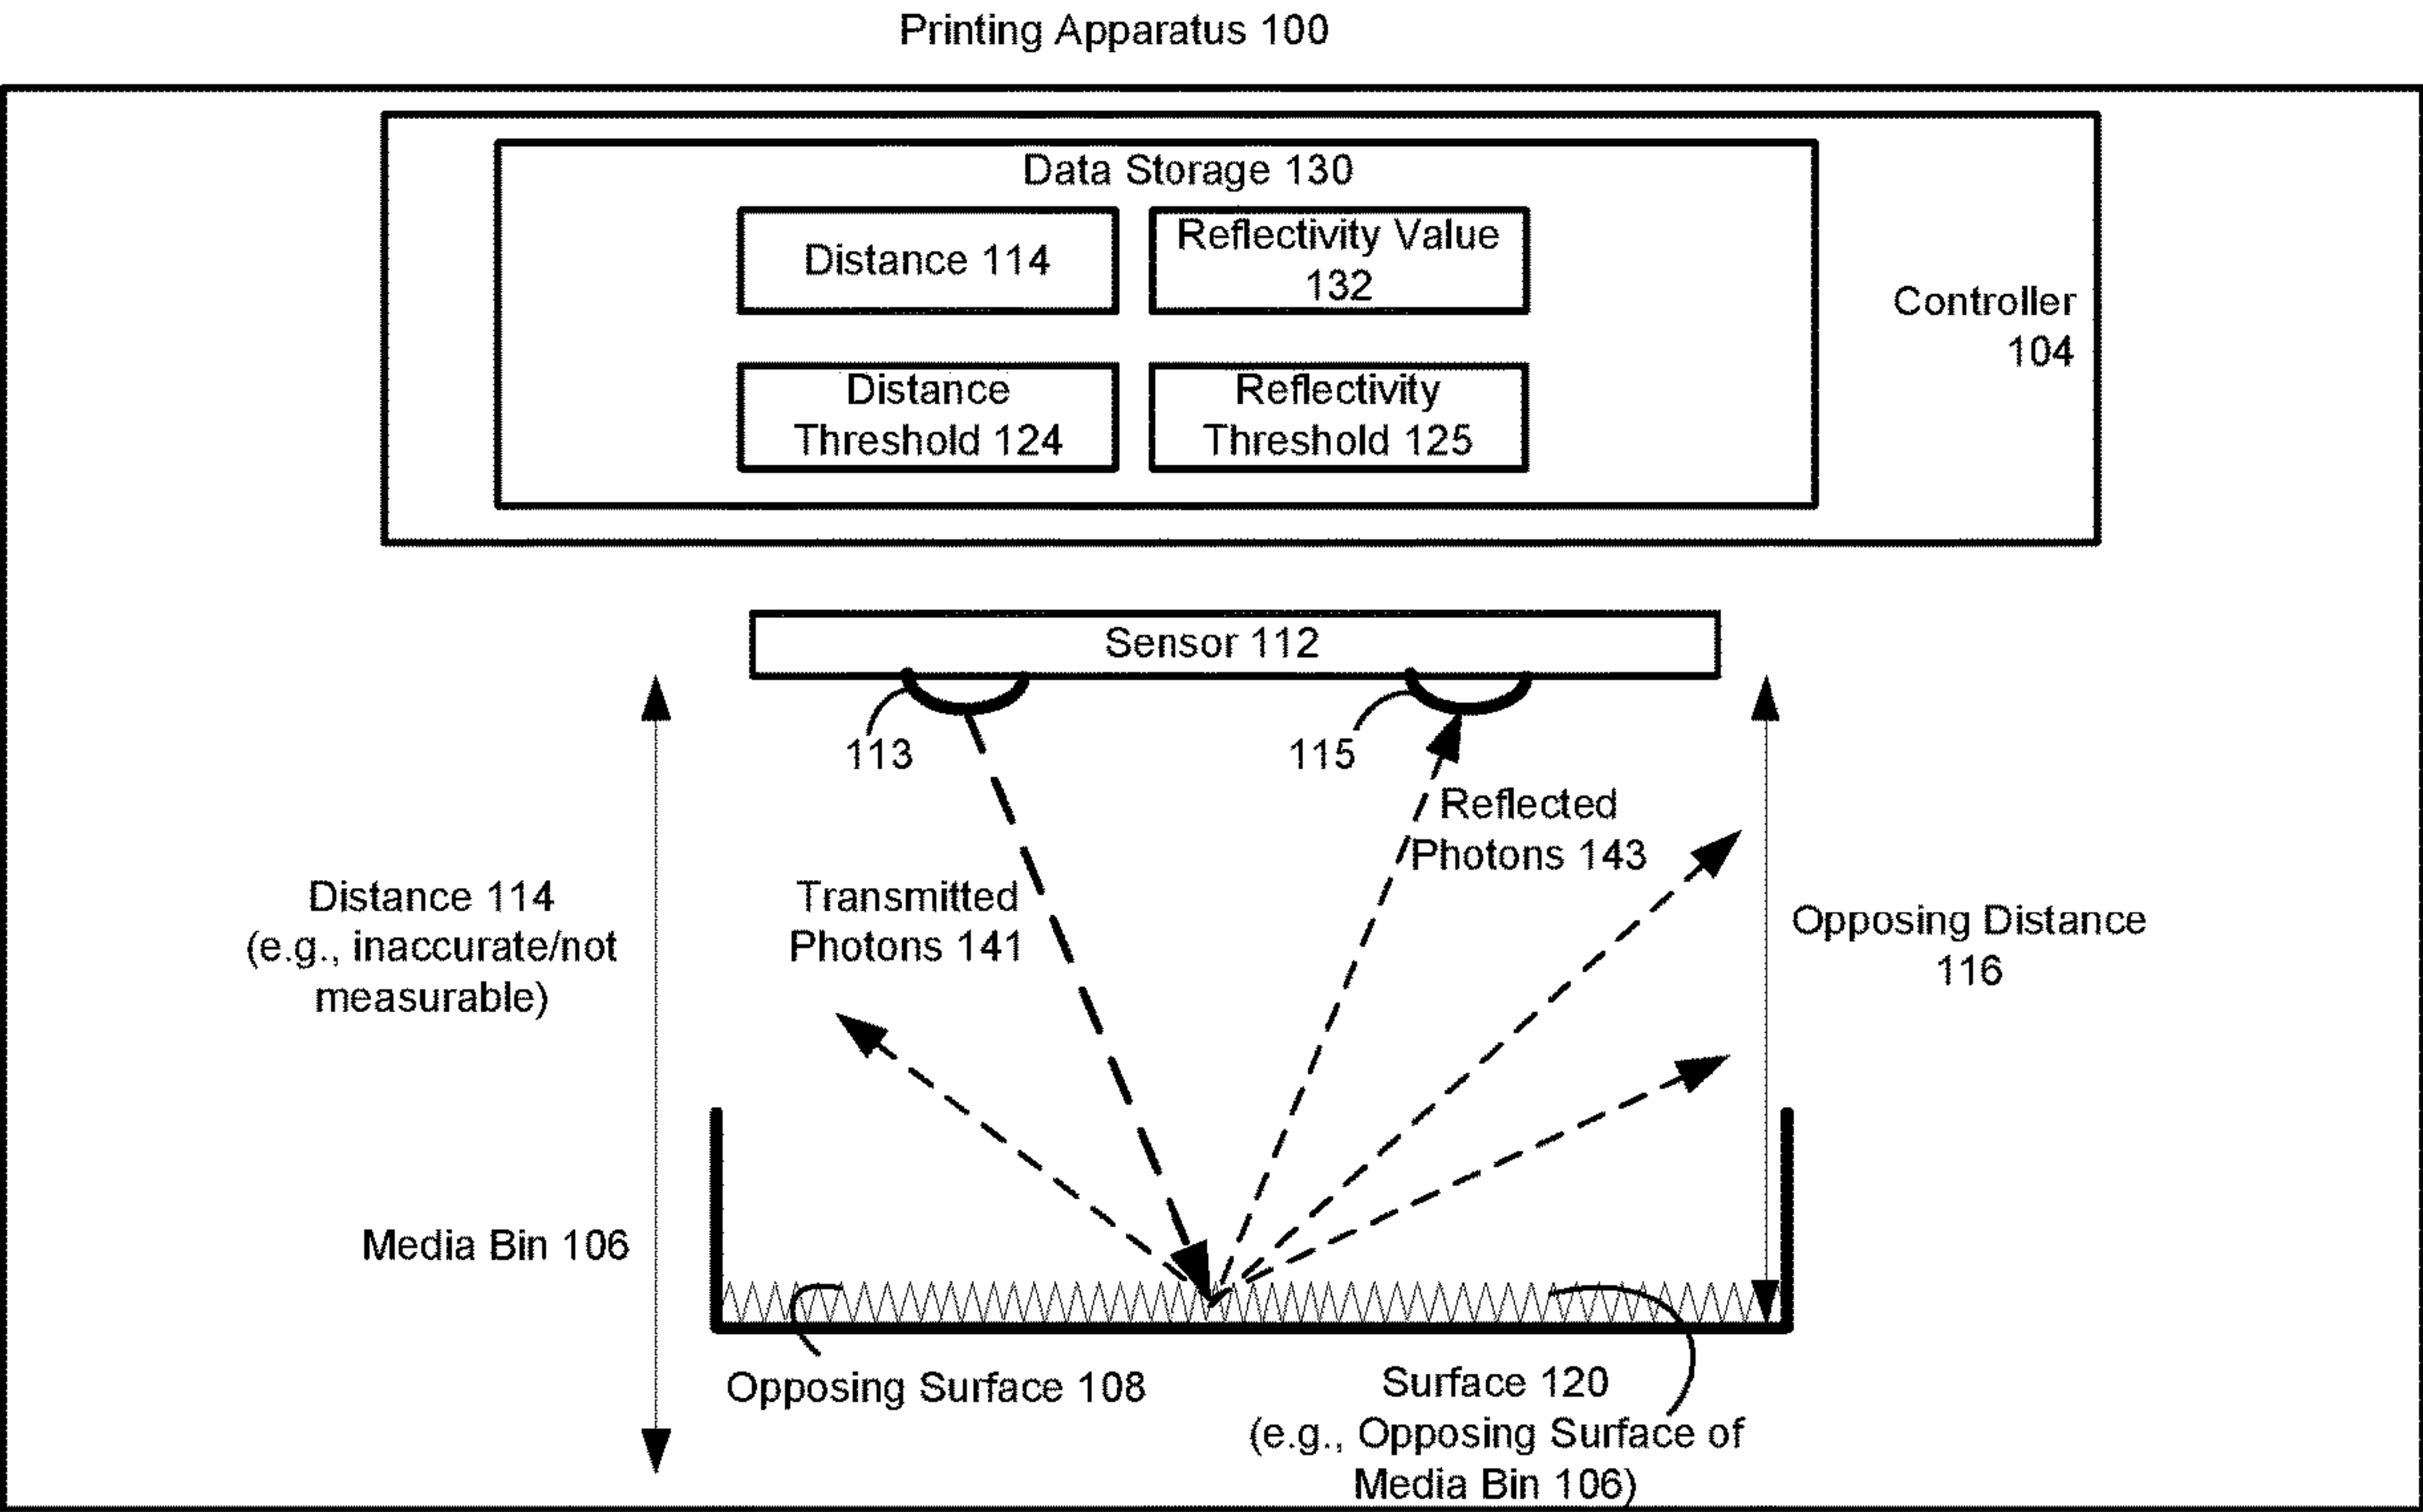 Printing Apparatus 100
Data Storage 130
Distance 114
Reflectivity Value
132
Controller
104
Distance
Threshold 124
Reflectivity
Threshold 125
Sensor 112
113
115
Reflected
Photons 143
Transmitted
Photons 141
Distance 114
(e.g., inaccurate/not
measurable)
Opposing Distance
116
Media Bin 106
Opposing Surface 108
Surface 120
(e.g., Opposing Surface of
Media Bin 106)